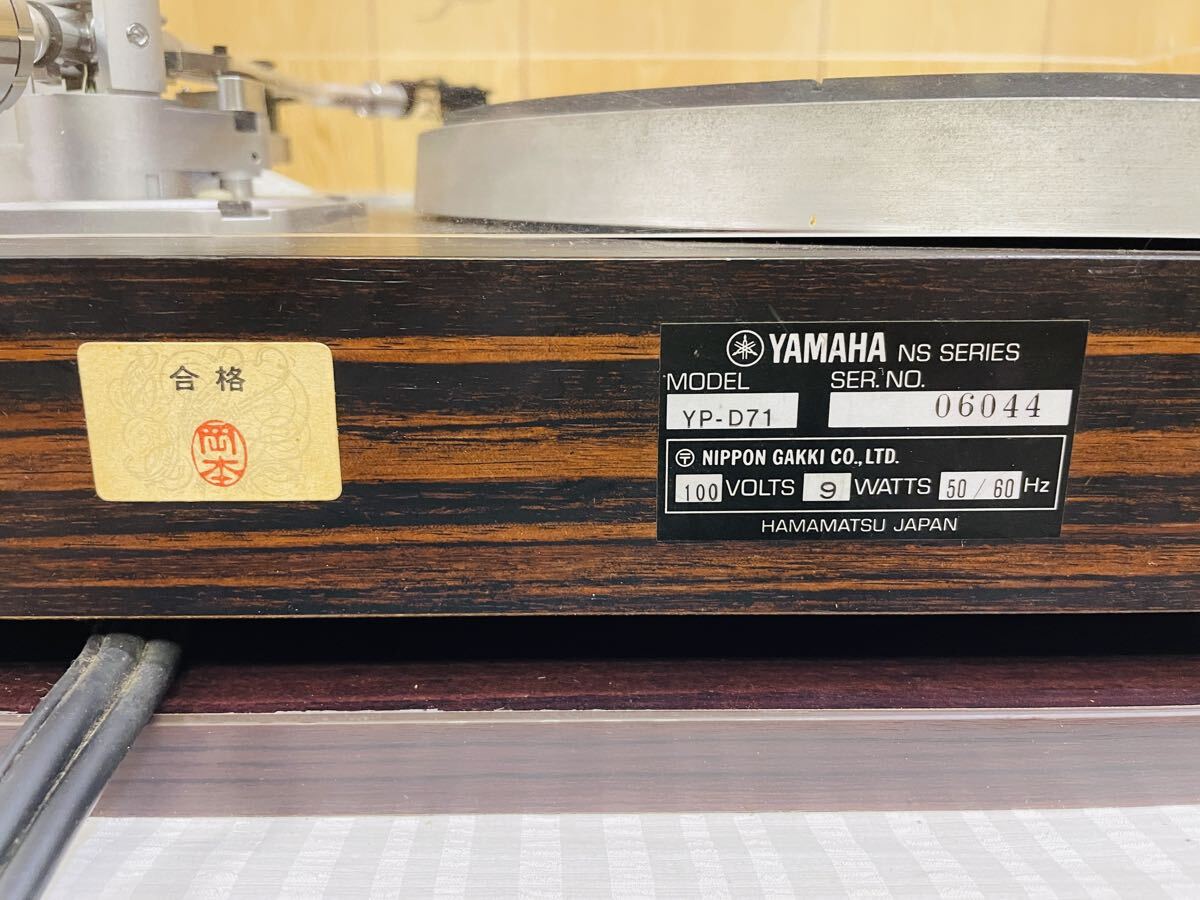 合格
岡本
YAMAHA NS SERIES
MODEL SER. NO.
YP-D71 06044
〶 NIPPON GAKKI CO., LTD.
100 VOLTS 9 WATTS 50/60 Hz
HAMAMATSU JAPAN